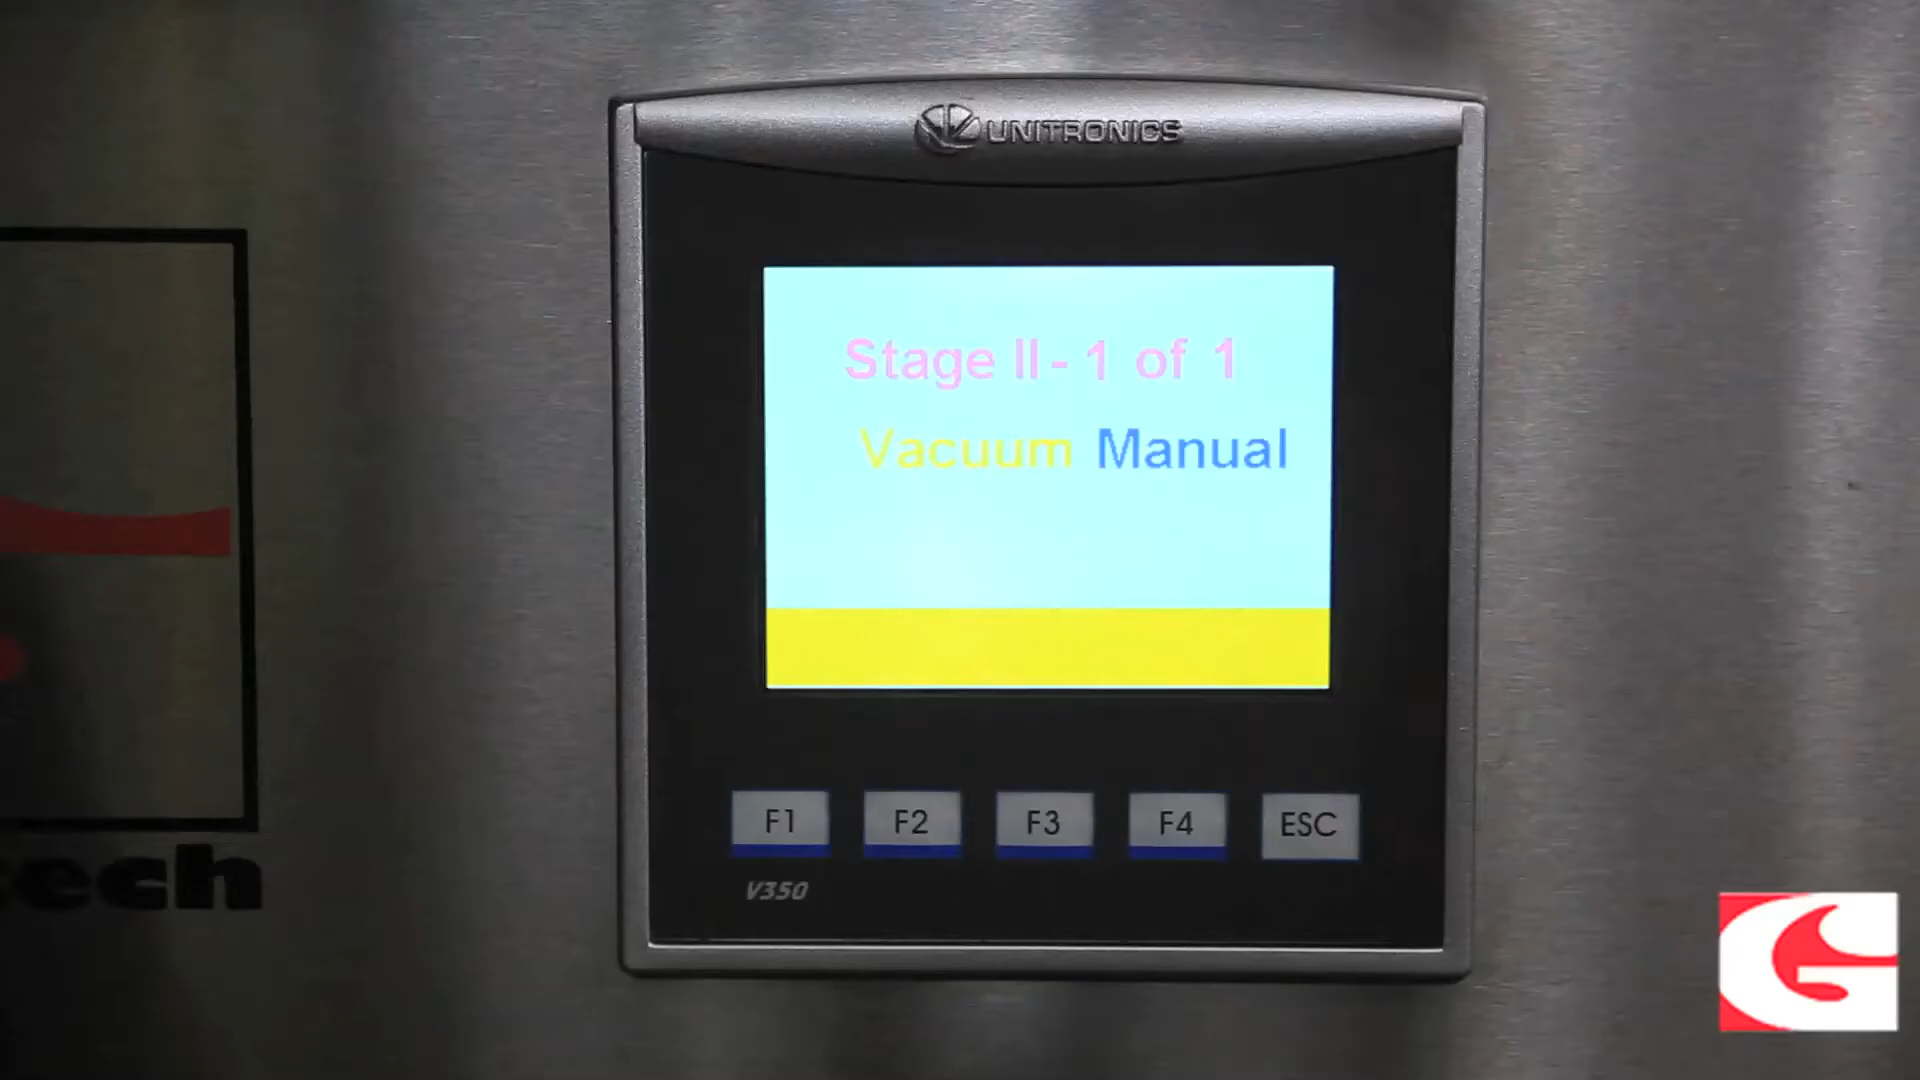 UNITRONICS
Stage II - 1 of 1
Vacuum Manual
F1 F2 F3 F4 ESC
V350
ech